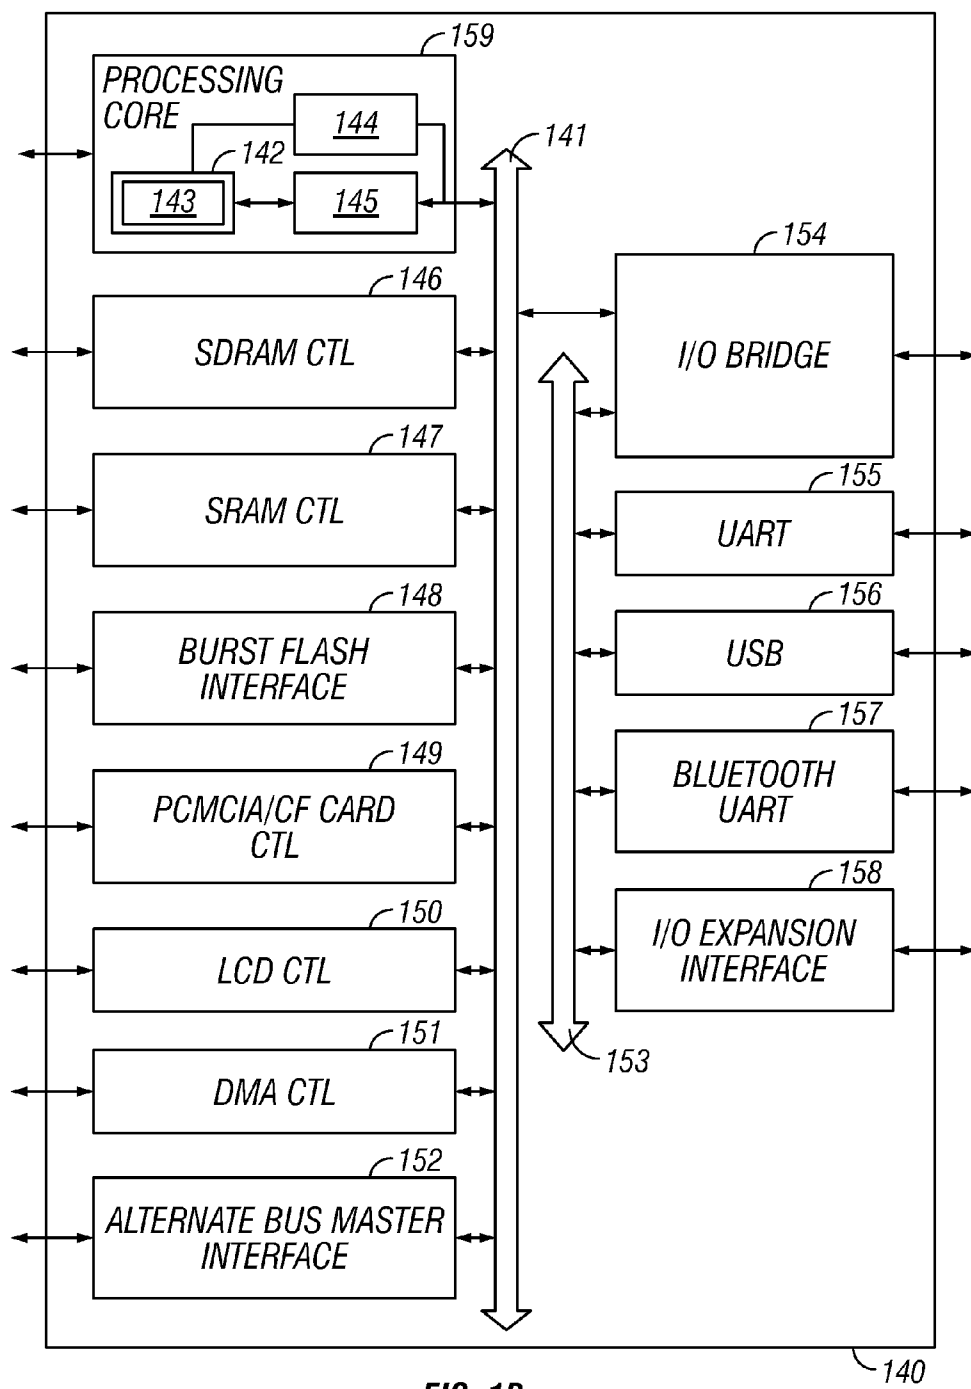 159
PROCESSING
CORE
144
142
143
145
141
154
I/O BRIDGE
146
SDRAM CTL
147
SRAM CTL
155
UART
148
BURST FLASH
INTERFACE
156
USB
149
PCMCIA/CF CARD
CTL
157
BLUETOOTH
UART
150
LCD CTL
158
I/O EXPANSION
INTERFACE
151
DMA CTL
153
152
ALTERNATE BUS MASTER
INTERFACE
140
FIG. 1B